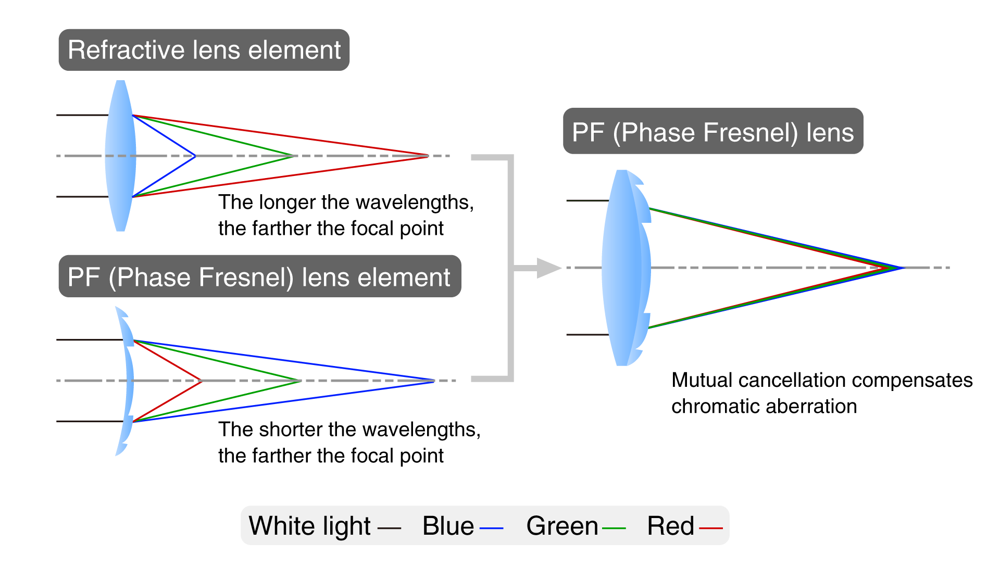 Refractive lens element
The longer the wavelengths,
the farther the focal point
PF (Phase Fresnel) lens element
The shorter the wavelengths,
the farther the focal point
PF (Phase Fresnel) lens
Mutual cancellation compensates
chromatic aberration
White light Blue Green Red